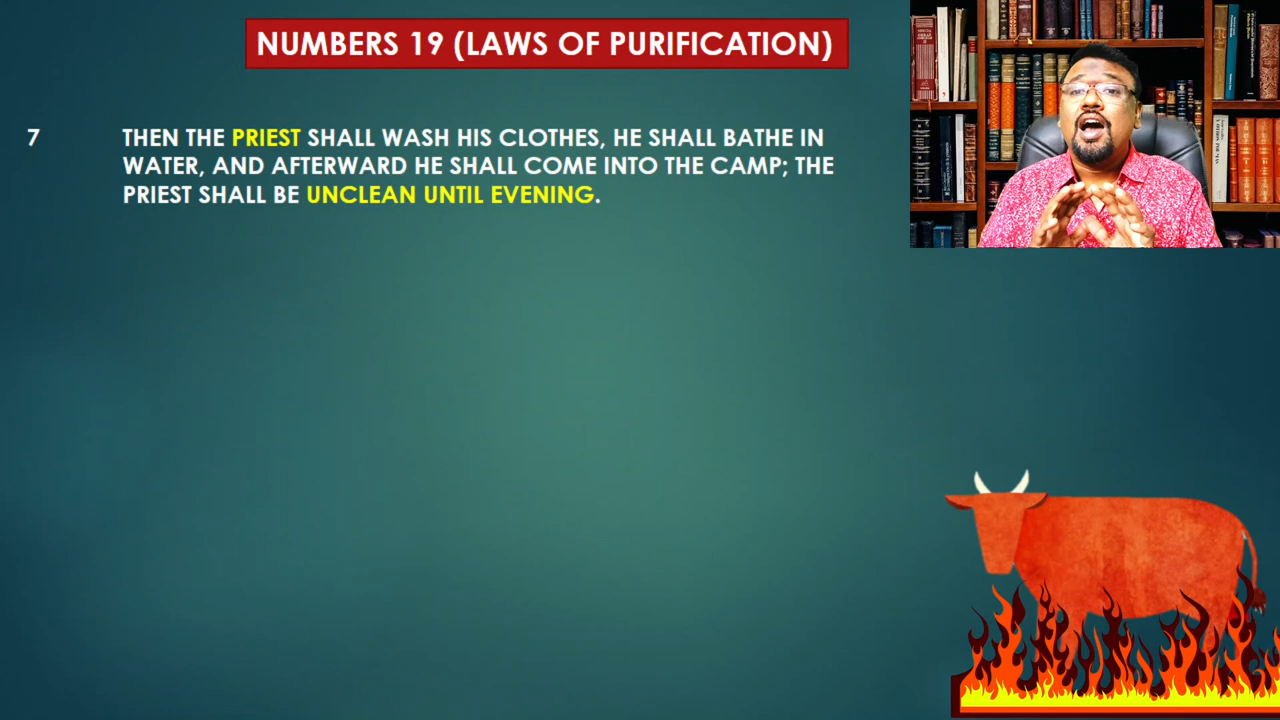 NUMBERS 19 (LAWS OF PURIFICATION)
7 THEN THE PRIEST SHALL WASH HIS CLOTHES, HE SHALL BATHE IN
WATER, AND AFTERWARD HE SHALL COME INTO THE CAMP; THE
PRIEST SHALL BE UNCLEAN UNTIL EVENING.